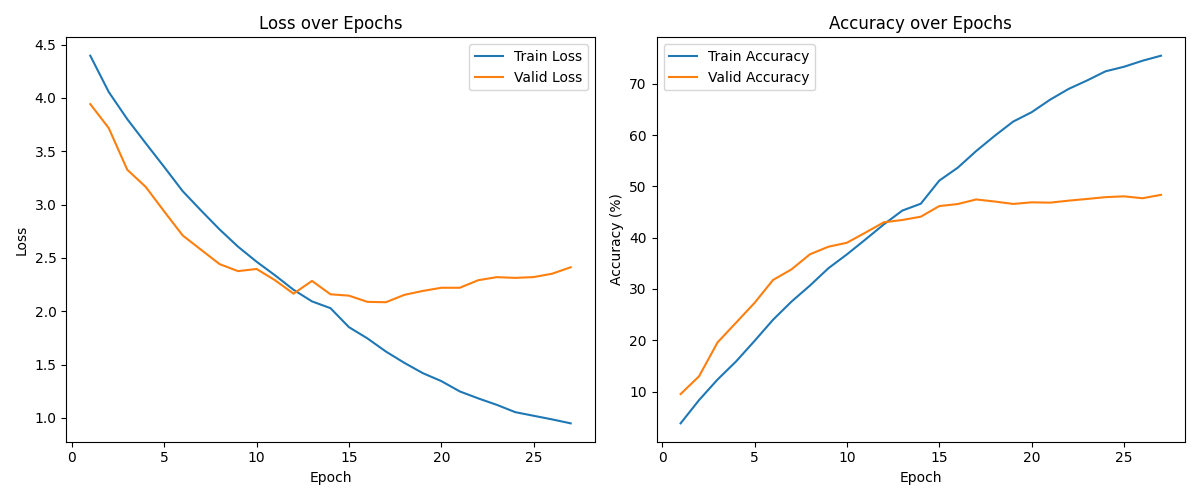 Loss over Epochs
4.5
4.0
3.5
3.0
2.5
2.0
1.5
1.0
Loss
0 5 10 15 20 25
Epoch
Train Loss
Valid Loss
Accuracy over Epochs
70
60
50
40
30
20
10
Accuracy (%)
0 5 10 15 20 25
Epoch
Train Accuracy
Valid Accuracy